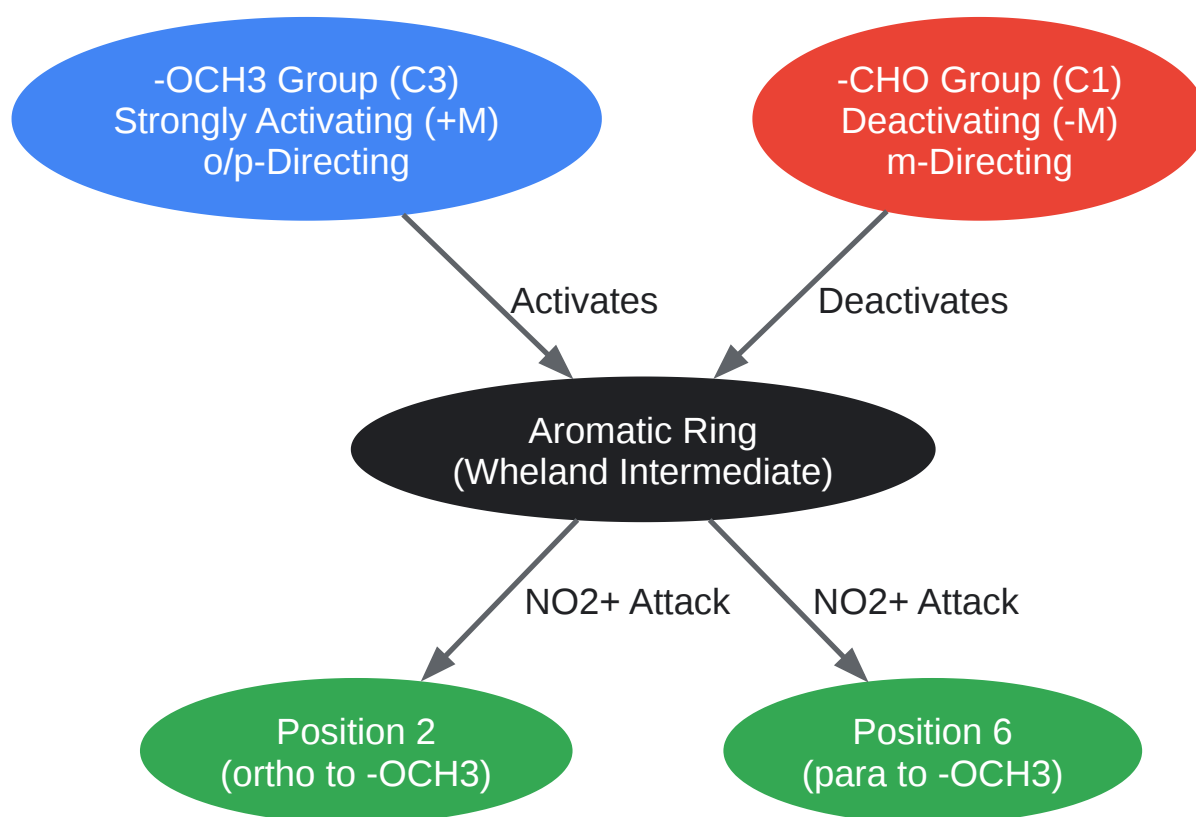 -OCH3 Group (C3)
Strongly Activating (+M)
o/p-Directing
-CHO Group (C1)
Deactivating (-M)
m-Directing
Activates
Deactivates
Aromatic Ring
(Wheland Intermediate)
NO2+ Attack
NO2+ Attack
Position 2
(ortho to -OCH3)
Position 6
(para to -OCH3)